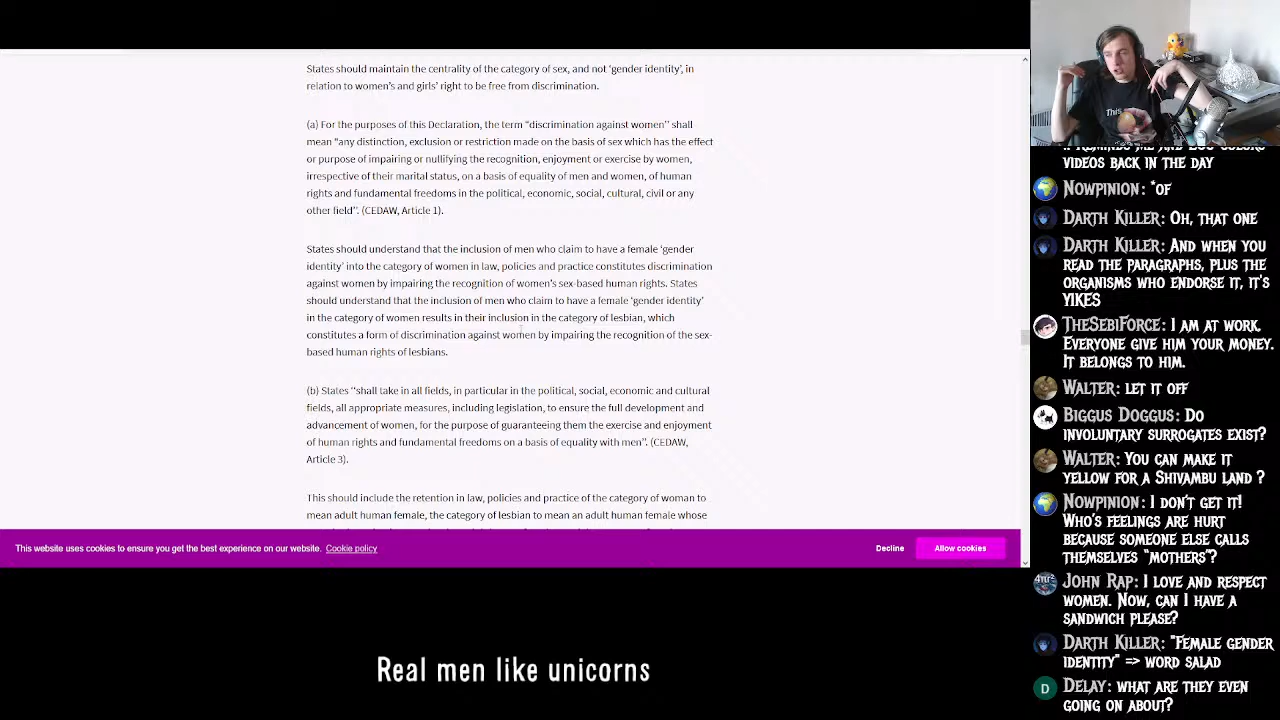 States should maintain the centrality of the category of sex, and not ‘gender identity’, in
relation to women’s and girls’ right to be free from discrimination.
(a) For the purposes of this Declaration, the term “discrimination against women” shall
mean “any distinction, exclusion or restriction made on the basis of sex which has the effect
or purpose of impairing or nullifying the recognition, enjoyment or exercise by women,
irrespective of their marital status, on a basis of equality of men and women, of human
rights and fundamental freedoms in the political, economic, social, cultural, civil or any
other field”. (CEDAW, Article 1).
States should understand that the inclusion of men who claim to have a female ‘gender
identity’ into the category of women in law, policies and practice constitutes discrimination
against women by impairing the recognition of women’s sex-based human rights. States
should understand that the inclusion of men who claim to have a female ‘gender identity’
in the category of women results in their inclusion in the category of lesbian, which
constitutes a form of discrimination against women by impairing the recognition of the sex-
based human rights of lesbians.
(b) States “shall take in all fields, in particular in the political, social, economic and cultural
fields, all appropriate measures, including legislation, to ensure the full development and
advancement of women, for the purpose of guaranteeing them the exercise and enjoyment
of human rights and fundamental freedoms on a basis of equality with men”. (CEDAW,
Article 3).
This should include the retention in law, policies and practice of the category of woman to
mean adult human female, the category of lesbian to mean an adult human female whose
This website uses cookies to ensure you get the best experience on our website. Cookie policy
Decline
Allow cookies
Real men like unicorns
This
VIDEOS BACK IN THE DAY
NOWPINION: *OF
DARTH KILLER: OH, THAT ONE
DARTH KILLER: AND WHEN YOU
READ THE PARAGRAPHS, PLUS THE
ORGANISMS WHO ENDORSE IT, IT'S
YIKES
THESEBIFORCE: I AM AT WORK.
EVERYONE GIVE HIM YOUR MONEY.
IT BELONGS TO HIM.
WALTER: LET IT OFF
BIGGUS DOGGUS: DO
INVOLUNTARY SURROGATES EXIST?
WALTER: YOU CAN MAKE IT
YELLOW FOR A SHIVAMBU LAND ?
NOWPINION: I DON'T GET IT!
WHO'S FEELINGS ARE HURT
BECAUSE SOMEONE ELSE CALLS
THEMSELVES "MOTHERS"?
JOHN RAP: I LOVE AND RESPECT
WOMEN. NOW, CAN I HAVE A
SANDWICH PLEASE?
DARTH KILLER: "FEMALE GENDER
IDENTITY" => WORD SALAD
D
DELAY: WHAT ARE THEY EVEN
GOING ON ABOUT?